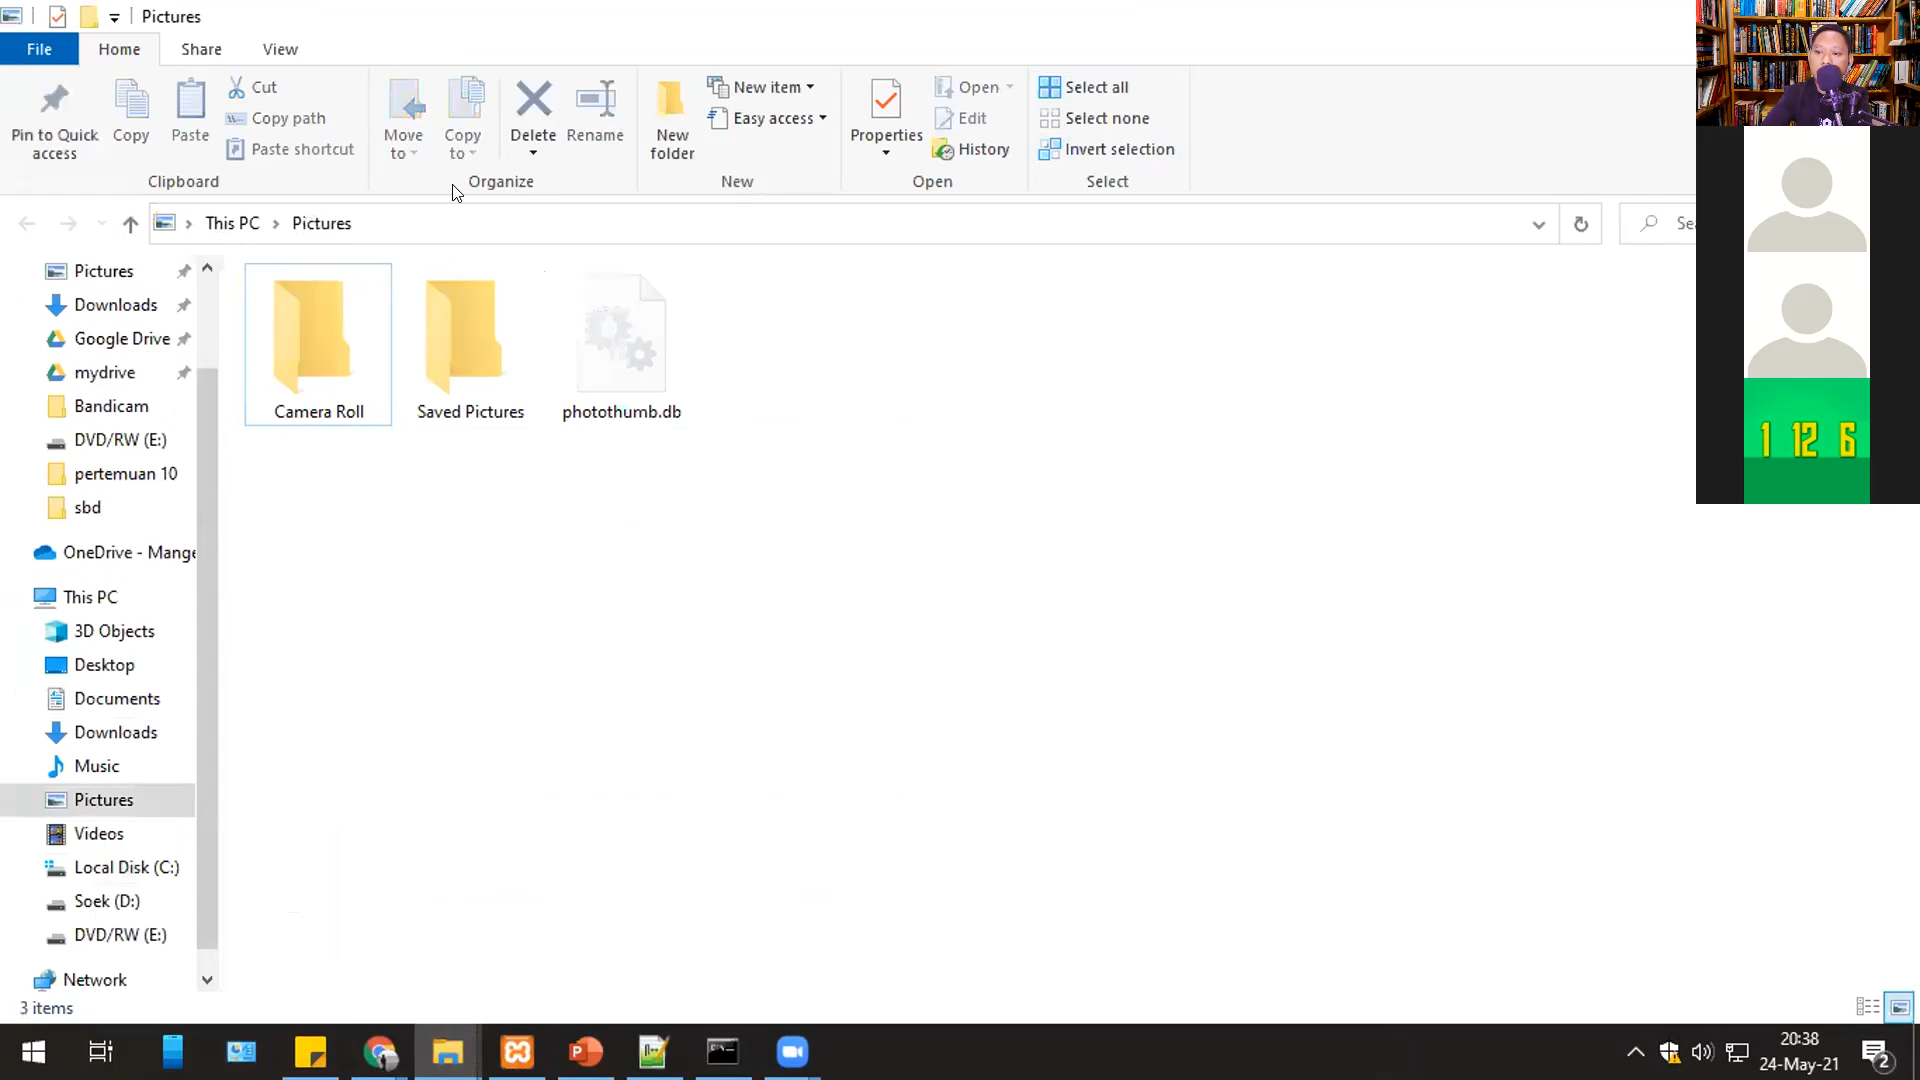 Pictures
File Home Share View
Pin to Quick access
Copy
Paste
Cut
Copy path
Paste shortcut
Clipboard
Move to
Copy to
Delete
Rename
Organize
New folder
New item
Easy access
New
Properties
Open
Edit
History
Open
Select all
Select none
Invert selection
Select
This PC > Pictures
Pictures
Downloads
Google Drive
mydrive
Bandicam
DVD/RW (E:)
pertemuan 10
sbd
OneDrive - Mange
This PC
3D Objects
Desktop
Documents
Downloads
Music
Pictures
Videos
Local Disk (C:)
Soek (D:)
DVD/RW (E:)
Network
Camera Roll
Saved Pictures
photothumb.db
1 12 6
3 items
20:38
24-May-21
2